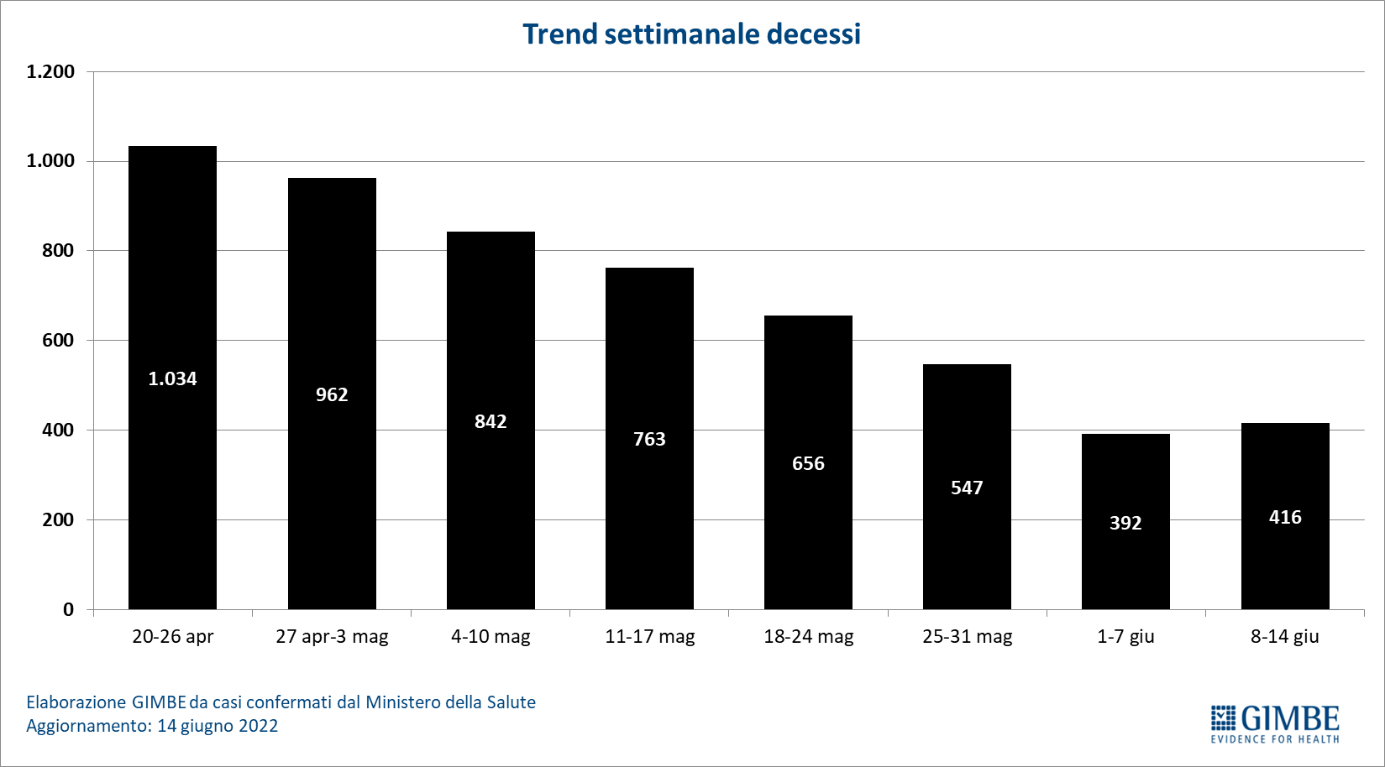 Trend settimanale decessi
1.200
1.000
800
600
400
200
0
1.034
962
842
763
656
547
392
416
20-26 apr
27 apr-3 mag
4-10 mag
11-17 mag
18-24 mag
25-31 mag
1-7 giu
8-14 giu
Elaborazione GIMBE da casi confermati dal Ministero della Salute
Aggiornamento: 14 giugno 2022
GIMBE
EVIDENCE FOR HEALTH